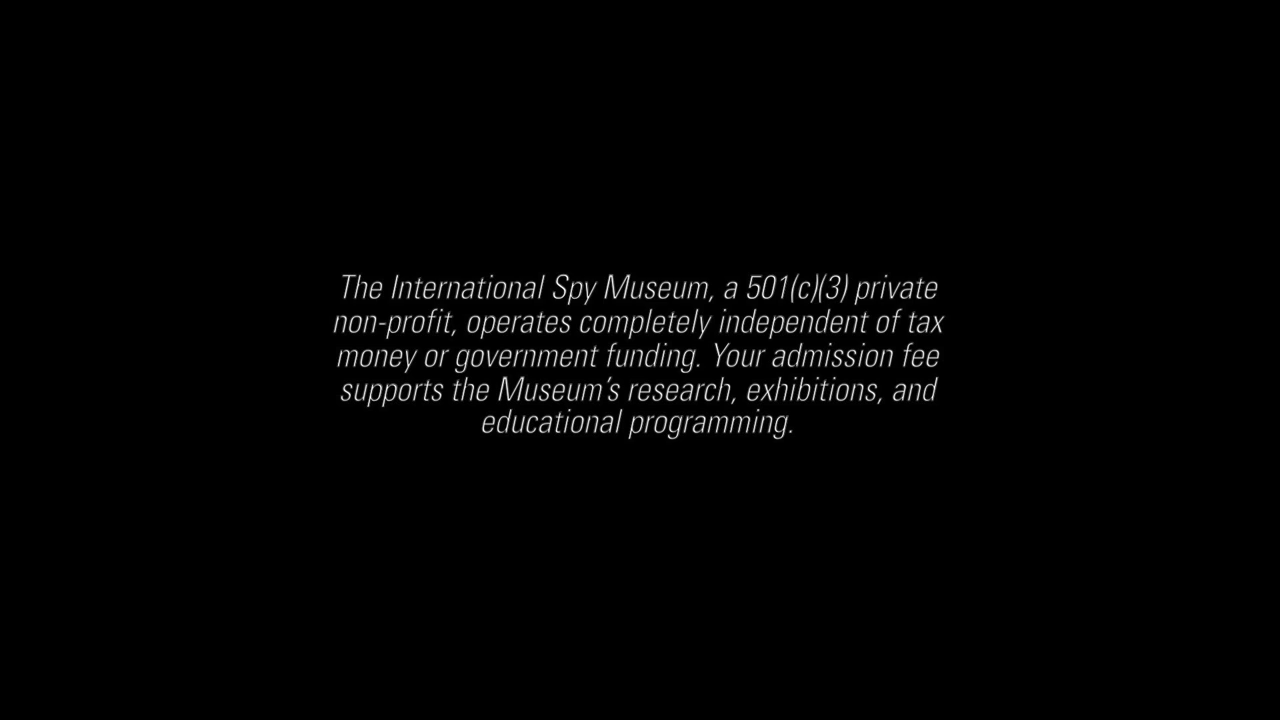 The International Spy Museum, a 501(c)(3) private
non-profit, operates completely independent of tax
money or government funding. Your admission fee
supports the Museum's research, exhibitions, and
educational programming.